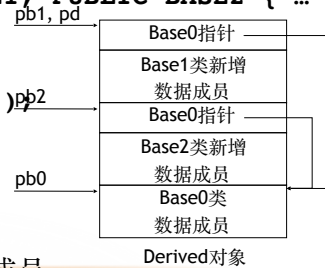 PUBLIC BASE2 { …
pb1, pd
Base0指针
Base1类新增
数据成员
);
pb2
Base0指针
Base2类新增
数据成员
pb0
Base0类
数据成员
Derived对象